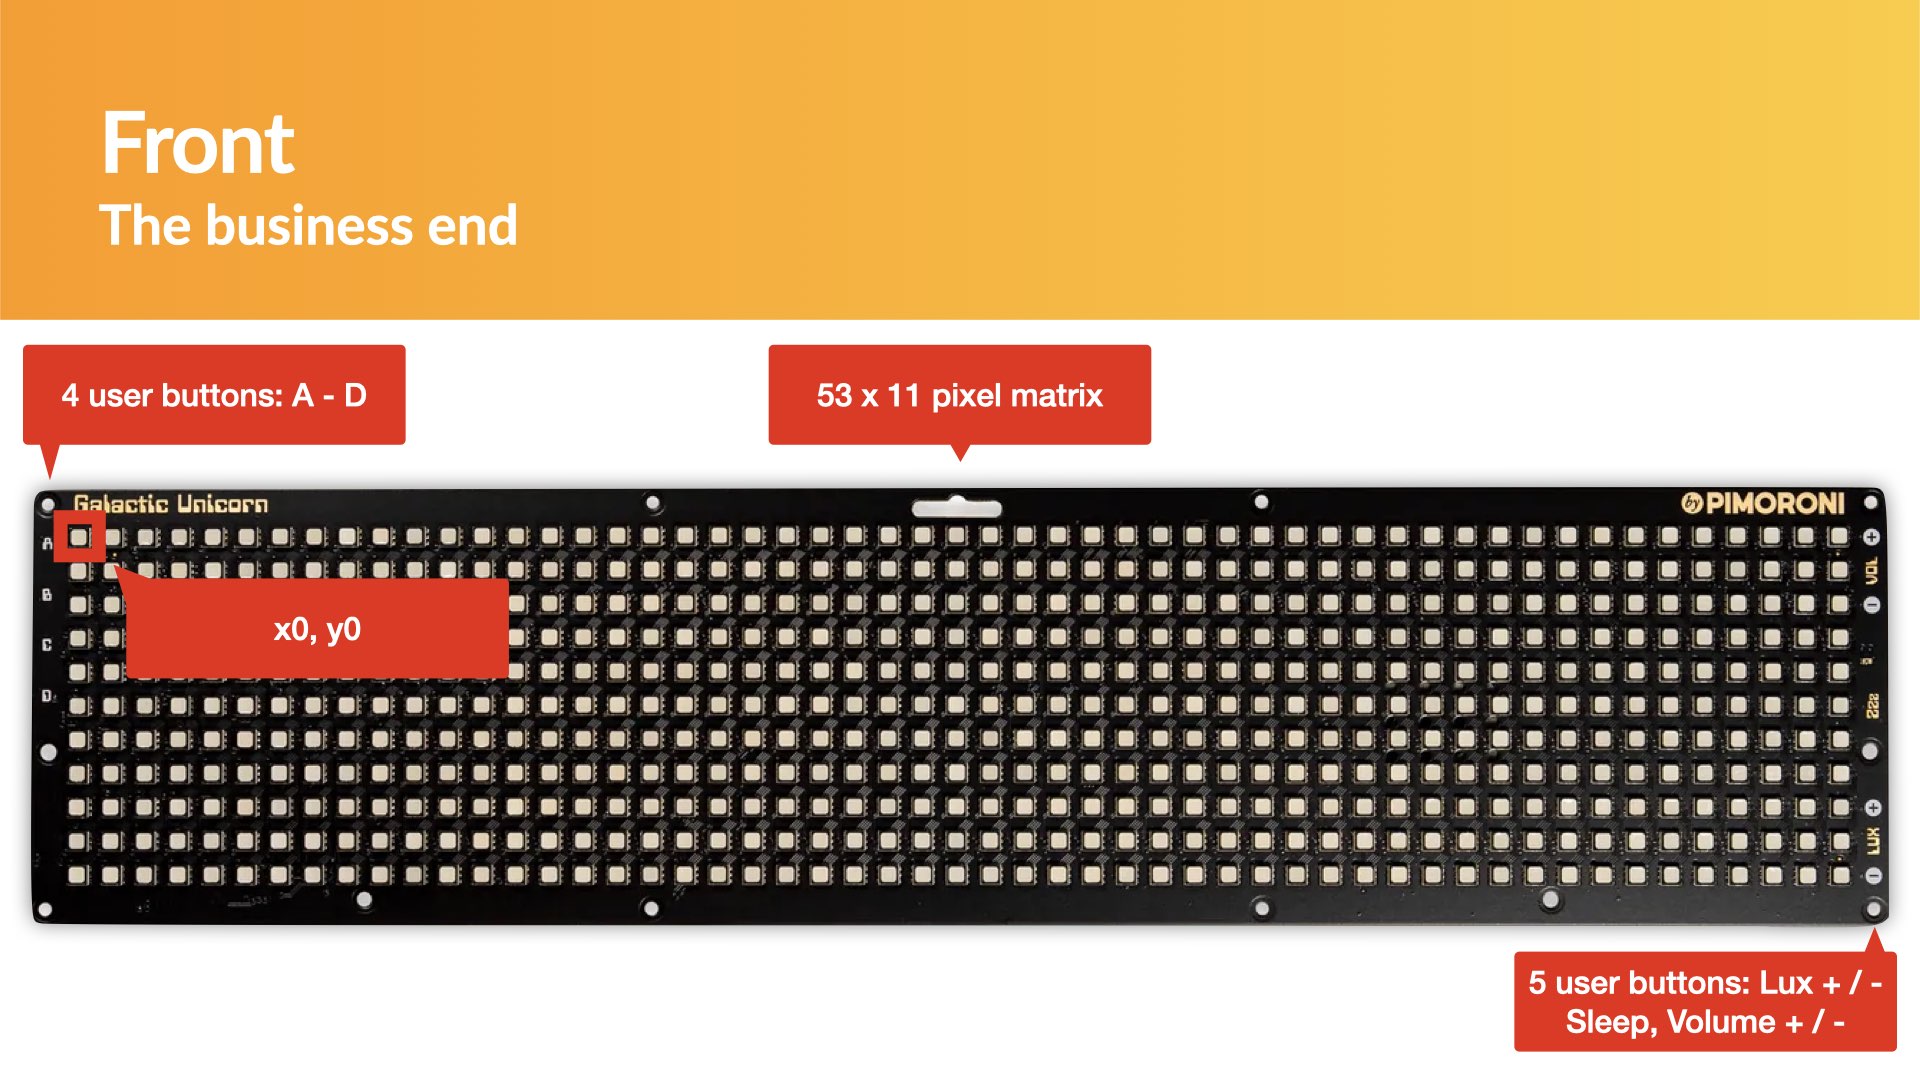 Front
The business end
4 user buttons: A - D
53 x 11 pixel matrix
Galactic Unicorn
by PIMORONI
A
B
C
D
x0, y0
+
VOL
-
zzz
+
LUX
-
5 user buttons: Lux + / -
Sleep, Volume + / -